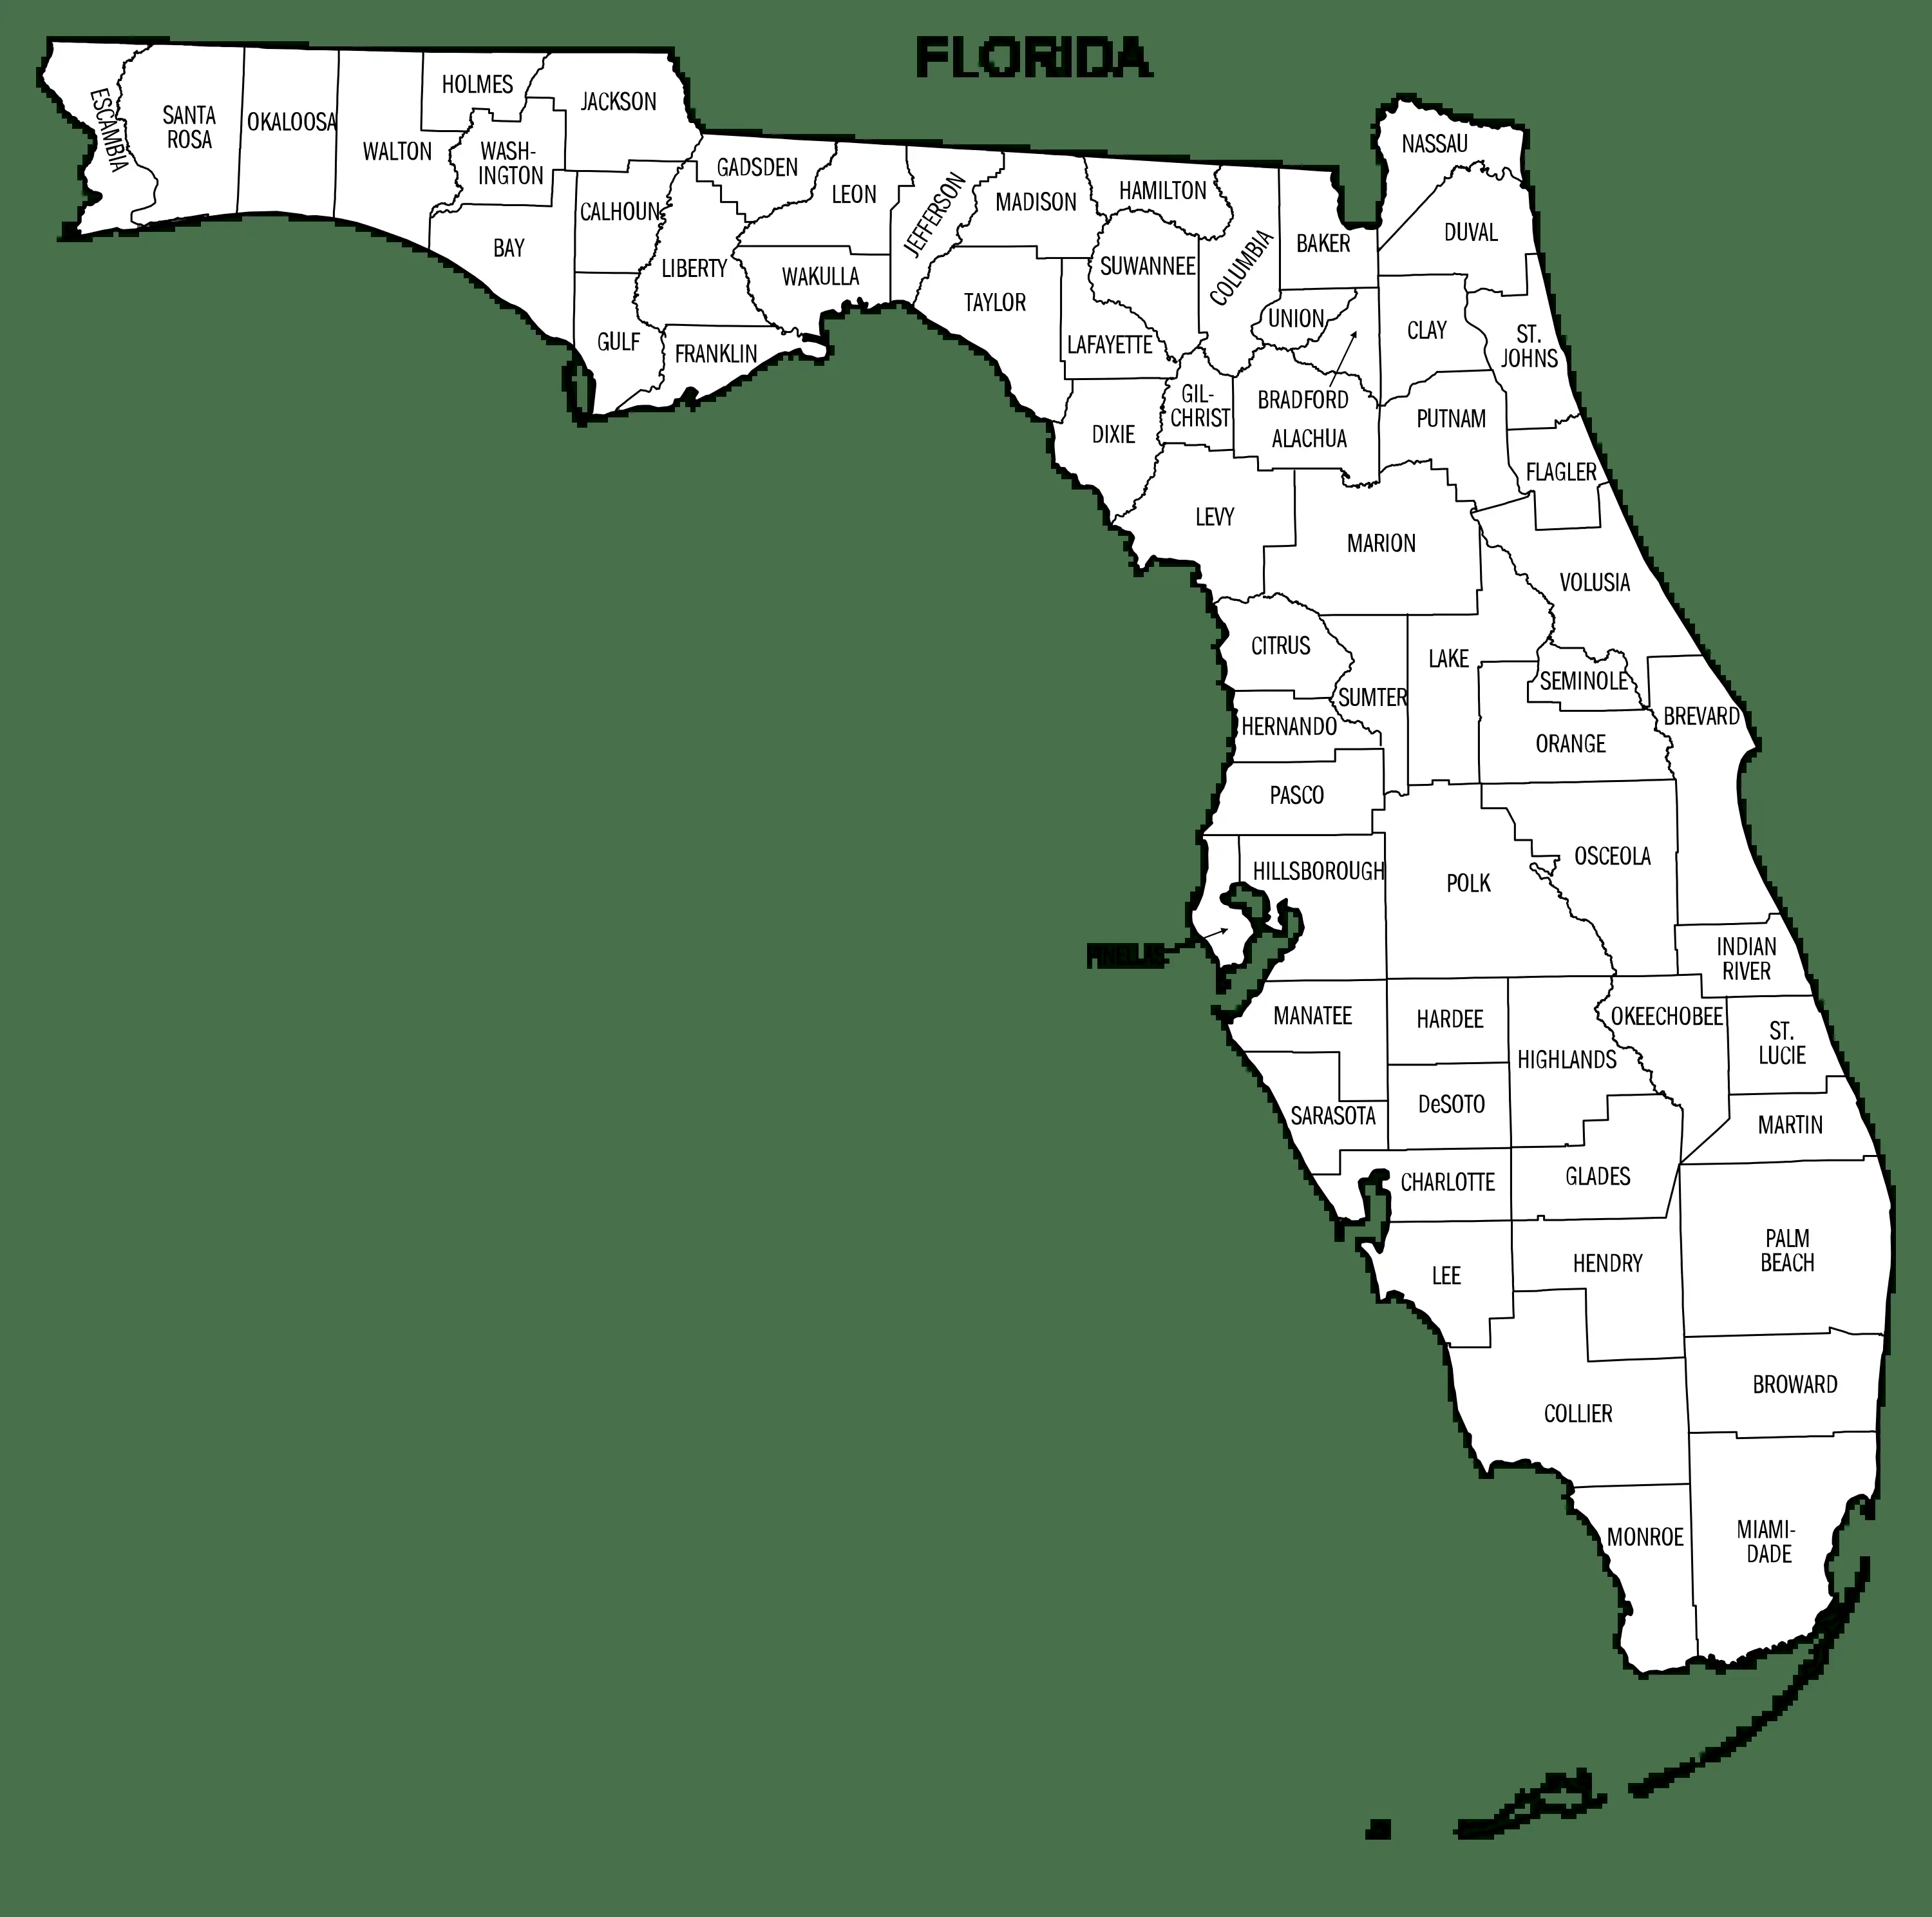 FLORIDA
ESCAMBIA
SANTA
ROSA
OKALOOSA
WALTON
HOLMES
WASH-
INGTON
JACKSON
BAY
CALHOUN
GULF
GADSDEN
LIBERTY
FRANKLIN
LEON
WAKULLA
JEFFERSON
MADISON
TAYLOR
HAMILTON
SUWANNEE
LAFAYETTE
COLUMBIA
BAKER
NASSAU
DUVAL
UNION
CLAY
ST.
JOHNS
BRADFORD
ALACHUA
GIL-
CHRIST
DIXIE
PUTNAM
FLAGLER
LEVY
MARION
VOLUSIA
CITRUS
SUMTER
LAKE
SEMINOLE
BREVARD
HERNANDO
ORANGE
PASCO
HILLSBOROUGH
POLK
OSCEOLA
PINELLAS
INDIAN
RIVER
MANATEE
HARDEE
HIGHLANDS
OKEECHOBEE
ST.
LUCIE
SARASOTA
DeSOTO
MARTIN
CHARLOTTE
GLADES
PALM
BEACH
LEE
HENDRY
BROWARD
COLLIER
MONROE
MIAMI-
DADE